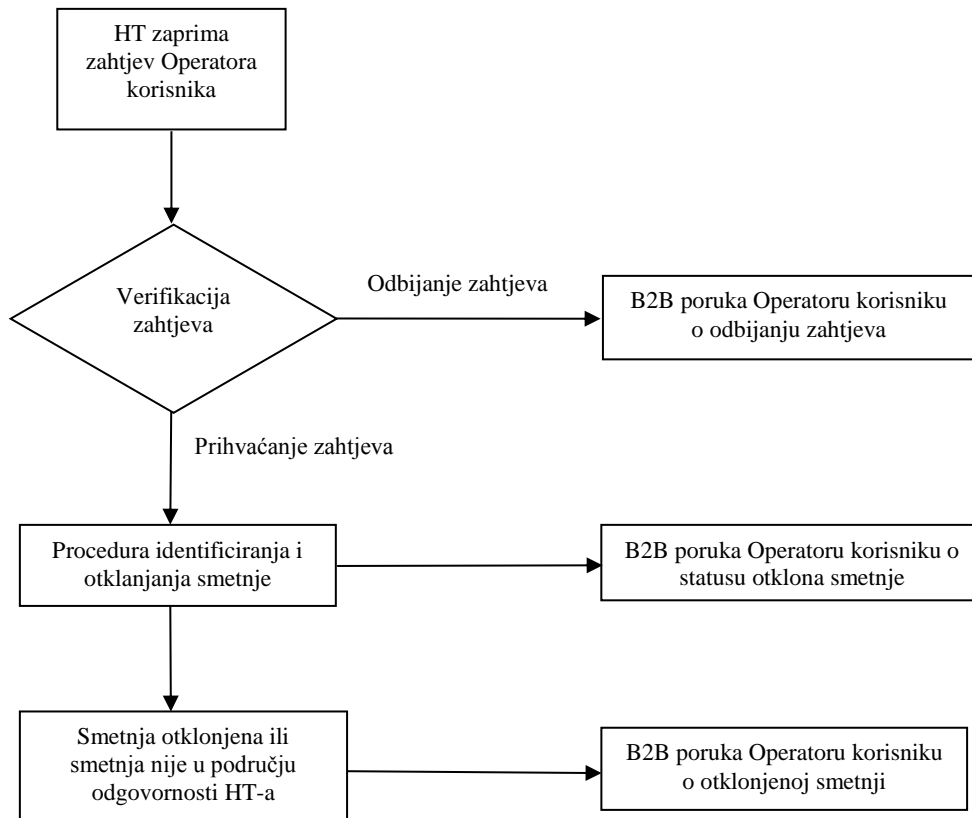 HT zaprima
zahtjev Operatora
korisnika
Verifikacija
zahtjeva
Odbijanje zahtjeva
B2B poruka Operatoru korisniku
o odbijanju zahtjeva
Prihvaćanje zahtjeva
Procedura identificiranja i
otklanjanja smetnje
B2B poruka Operatoru korisniku o
statusu otklona smetnje
Smetnja otklonjena ili
smetnja nije u području
odgovornosti HT-a
B2B poruka Operatoru korisniku
o otklonjenoj smetnji